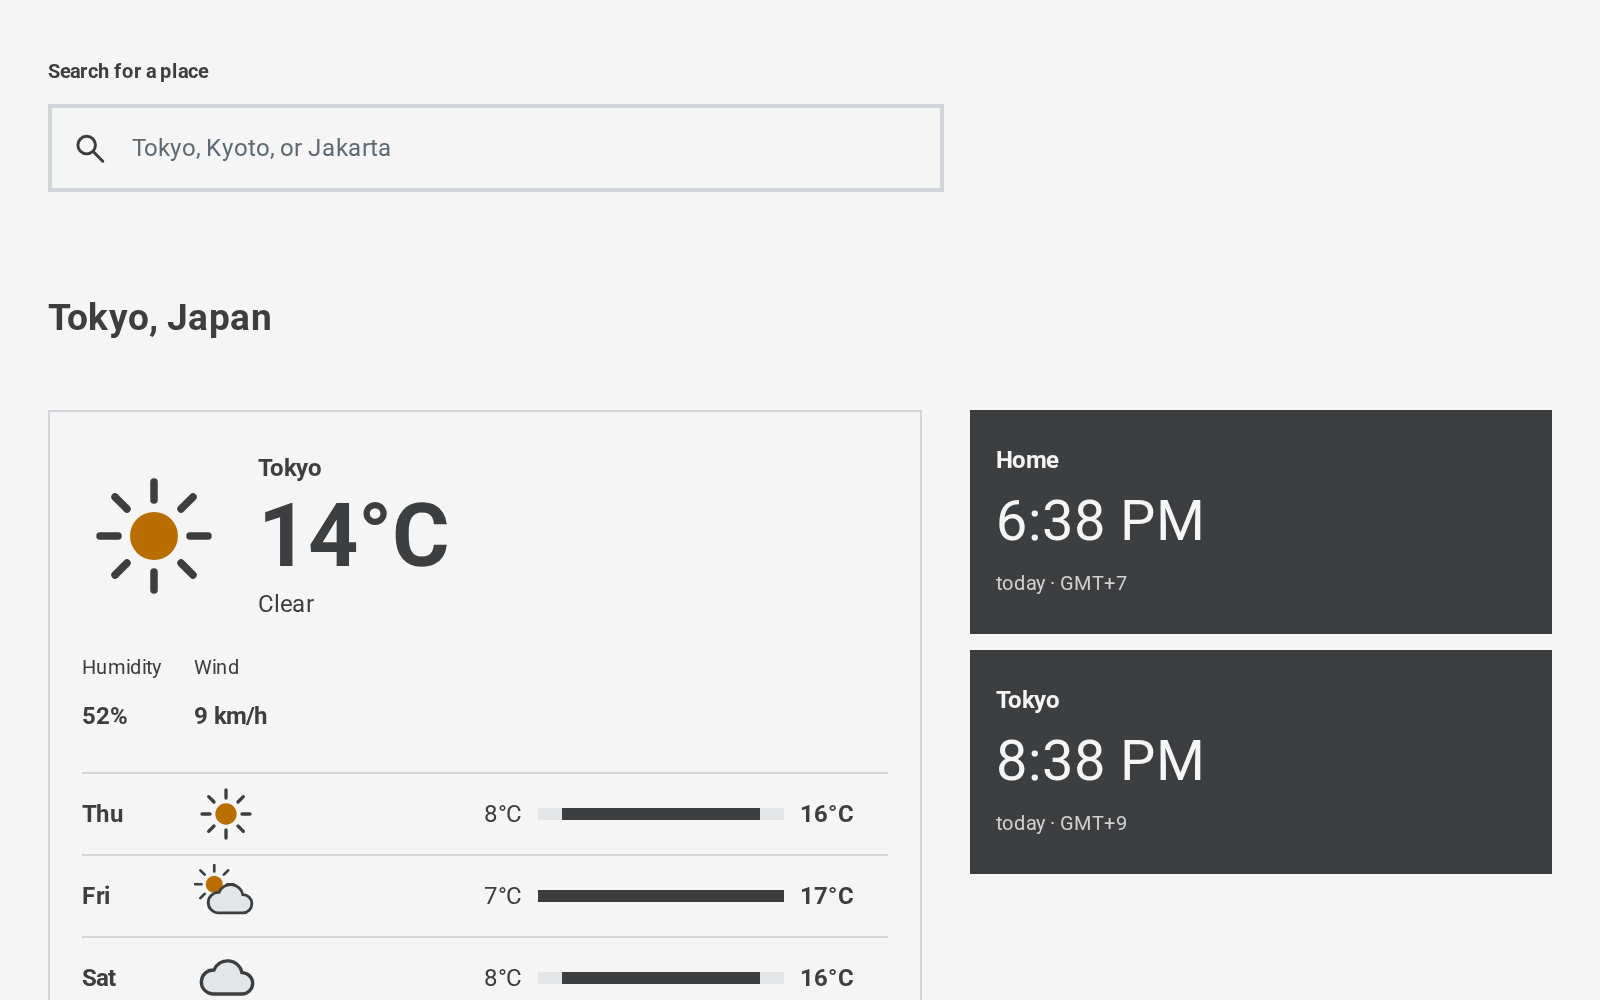 Search for a place
Tokyo, Kyoto, or Jakarta
Tokyo, Japan
Tokyo
14°C
Clear
Humidity
52%
Wind
9 km/h
Thu 8°C 16°C
Fri 7°C 17°C
Sat 8°C 16°C
Home
6:38 PM
today · GMT+7
Tokyo
8:38 PM
today · GMT+9